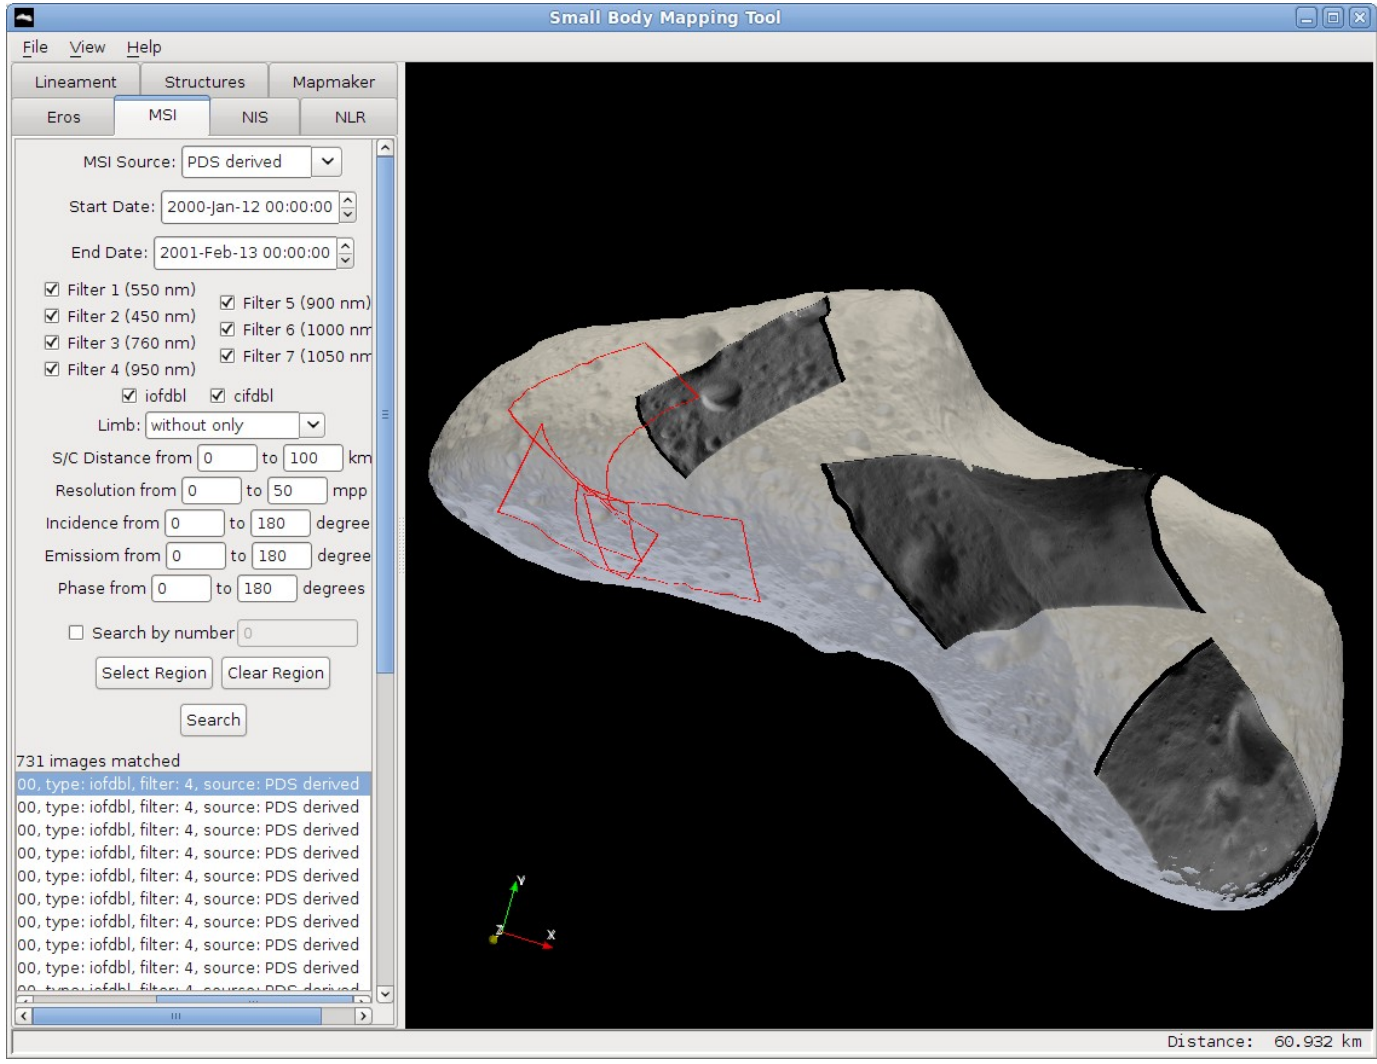 Small Body Mapping Tool
File View Help
Lineament Structures Mapmaker
Eros MSI NIS NLR
MSI Source: PDS derived
Start Date: 2000-Jan-12 00:00:00
End Date: 2001-Feb-13 00:00:00
Filter 1 (550 nm)
Filter 5 (900 nm)
Filter 2 (450 nm)
Filter 6 (1000 nm
Filter 3 (760 nm)
Filter 7 (1050 nm
Filter 4 (950 nm)
iofdbl cifdbl
Limb: without only
S/C Distance from 0 to 100 km
Resolution from 0 to 50 mpp
Incidence from 0 to 180 degree
Emissiom from 0 to 180 degree
Phase from 0 to 180 degrees
Search by number 0
Select Region Clear Region
Search
731 images matched
00, type: iofdbl, filter: 4, source: PDS derived
00, type: iofdbl, filter: 4, source: PDS derived
00, type: iofdbl, filter: 4, source: PDS derived
00, type: iofdbl, filter: 4, source: PDS derived
00, type: iofdbl, filter: 4, source: PDS derived
00, type: iofdbl, filter: 4, source: PDS derived
00, type: iofdbl, filter: 4, source: PDS derived
00, type: iofdbl, filter: 4, source: PDS derived
00, type: iofdbl, filter: 4, source: PDS derived
00, type: iofdbl, filter: 4, source: PDS derived
Y
Z
X
Distance: 60.932 km